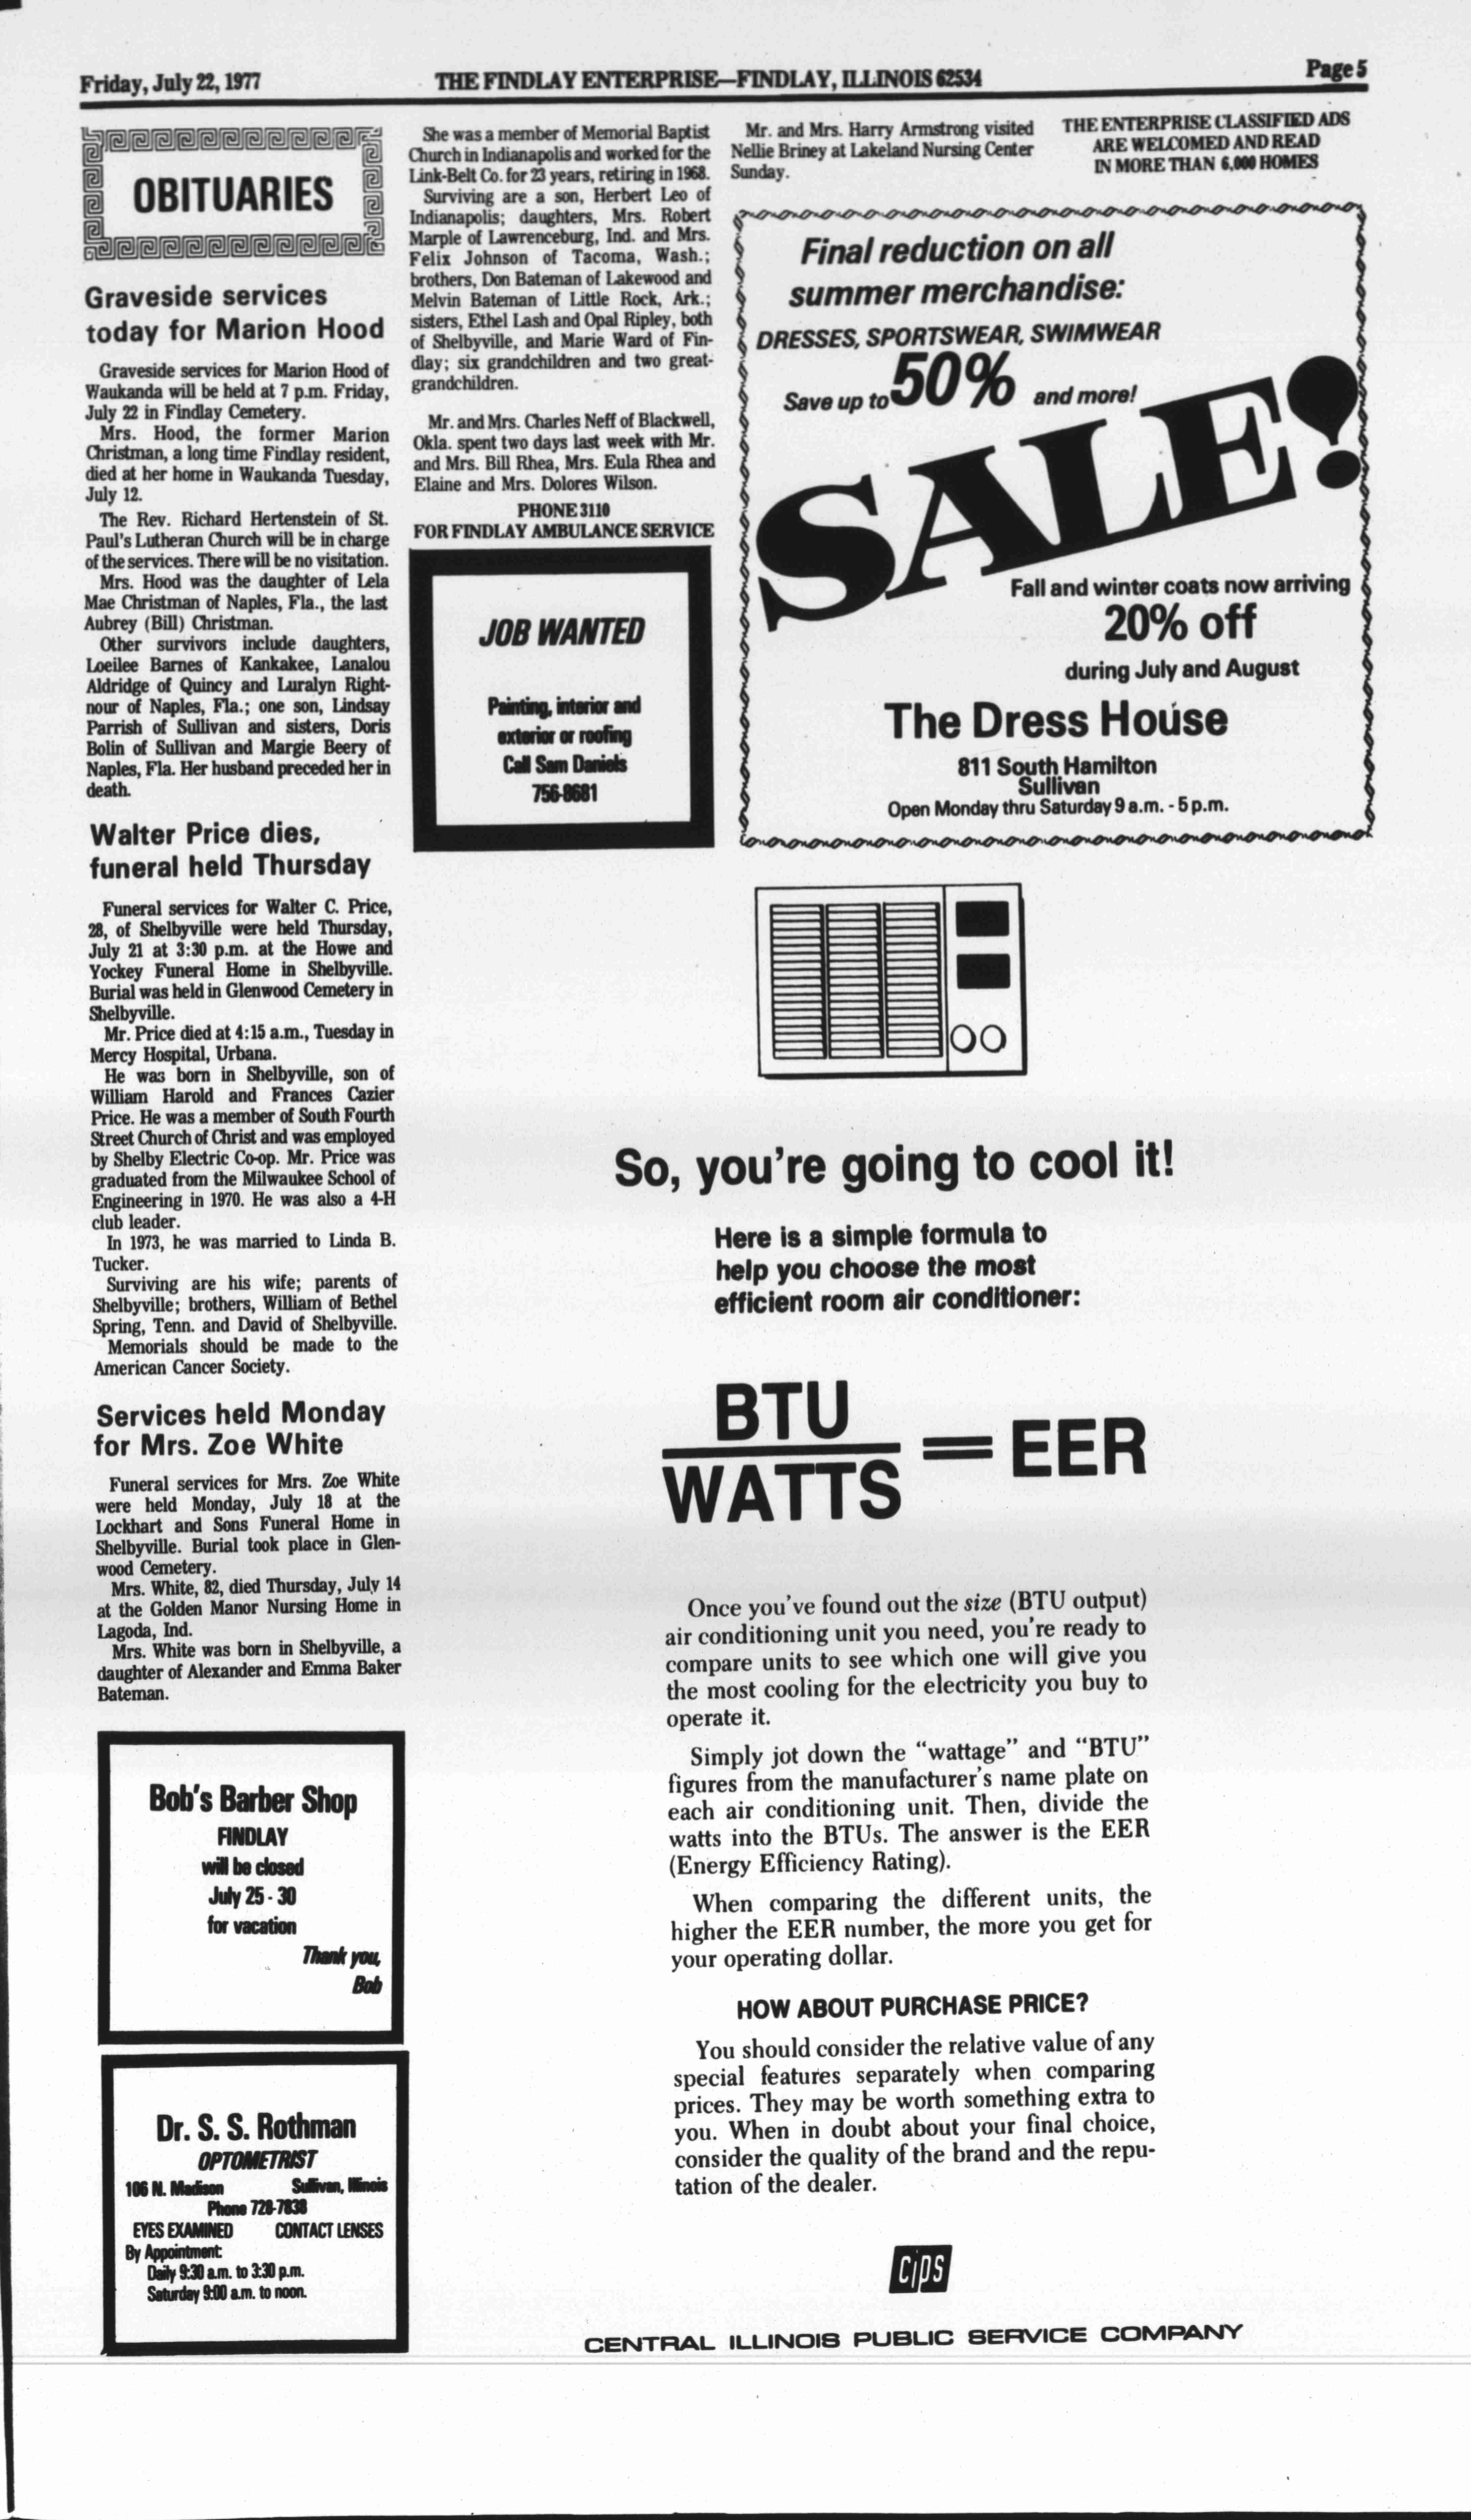 Friday, July 22, 1977
THE FINDLAY ENTERPRISE—FINDLAY, ILLINOIS 62534
Page 5
OBITUARIES
Graveside services
today for Marion Hood
Graveside services for Marion Hood of
Waukanda will be held at 7 p.m. Friday,
July 22 in Findlay Cemetery.
Mrs. Hood, the former Marion
Christman, a long time Findlay resident,
died at her home in Waukanda Tuesday,
July 12.
The Rev. Richard Hertenstein of St.
Paul's Lutheran Church will be in charge
of the services. There will be no visitation.
Mrs. Hood was the daughter of Lela
Mae Christman of Naples, Fla., the last
Aubrey (Bill) Christman.
Other survivors include daughters,
Loeilee Barnes of Kankakee, Lanalou
Aldridge of Quincy and Luralyn Right-
nour of Naples, Fla.; one son, Lindsay
Parrish of Sullivan and sisters, Doris
Bolin of Sullivan and Margie Beery of
Naples, Fla. Her husband preceded her in
death.
Walter Price dies,
funeral held Thursday
Funeral services for Walter C. Price,
28, of Shelbyville were held Thursday,
July 21 at 3:30 p.m. at the Howe and
Yockey Funeral Home in Shelbyville.
Burial was held in Glenwood Cemetery in
Shelbyville.
Mr. Price died at 4:15 a.m., Tuesday in
Mercy Hospital, Urbana.
He was born in Shelbyville, son of
William Harold and Frances Cazier
Price. He was a member of South Fourth
Street Church of Christ and was employed
by Shelby Electric Co-op. Mr. Price was
graduated from the Milwaukee School of
Engineering in 1970. He was also a 4-H
club leader.
In 1973, he was married to Linda B.
Tucker.
Surviving are his wife; parents of
Shelbyville; brothers, William of Bethel
Spring, Tenn. and David of Shelbyville.
Memorials should be made to the
American Cancer Society.
Services held Monday
for Mrs. Zoe White
Funeral services for Mrs. Zoe White
were held Monday, July 18 at the
Lockhart and Sons Funeral Home in
Shelbyville. Burial took place in Glen-
wood Cemetery.
Mrs. White, 82, died Thursday, July 14
at the Golden Manor Nursing Home in
Lagoda, Ind.
Mrs. White was born in Shelbyville, a
daughter of Alexander and Emma Baker
Bateman.
Bob's Barber Shop
FINDLAY
will be closed
July 25 - 30
for vacation
Thank you,
Bob
Dr. S. S. Rothman
OPTOMETRIST
106 N. Madison Sullivan, Illinois
Phone 728-7838
EYES EXAMINED CONTACT LENSES
By Appointment:
Daily 9:30 a.m. to 3:30 p.m.
Saturday 9:00 a.m. to noon.
She was a member of Memorial Baptist
Church in Indianapolis and worked for the
Link-Belt Co. for 23 years, retiring in 1968.
Surviving are a son, Herbert Leo of
Indianapolis; daughters, Mrs. Robert
Marple of Lawrenceburg, Ind. and Mrs.
Felix Johnson of Tacoma, Wash.;
brothers, Don Bateman of Lakewood and
Melvin Bateman of Little Rock, Ark.;
sisters, Ethel Lash and Opal Ripley, both
of Shelbyville, and Marie Ward of Fin-
dlay; six grandchildren and two great-
grandchildren.
Mr. and Mrs. Charles Neff of Blackwell,
Okla. spent two days last week with Mr.
and Mrs. Bill Rhea, Mrs. Eula Rhea and
Elaine and Mrs. Dolores Wilson.
PHONE 3110
FOR FINDLAY AMBULANCE SERVICE
JOB WANTED
Painting, interior and
exterior or roofing
Call Sam Daniels
756-8681
Mr. and Mrs. Harry Armstrong visited
Nellie Briney at Lakeland Nursing Center
Sunday.
THE ENTERPRISE CLASSIFIED ADS
ARE WELCOMED AND READ
IN MORE THAN 6,000 HOMES
Final reduction on all
summer merchandise:
DRESSES, SPORTSWEAR, SWIMWEAR
Save up to 50% and more!
SALE!
Fall and winter coats now arriving
20% off
during July and August
The Dress House
811 South Hamilton
Sullivan
Open Monday thru Saturday 9 a.m. - 5 p.m.
So, you're going to cool it!
Here is a simple formula to
help you choose the most
efficient room air conditioner:
BTU
WATTS = EER
Once you've found out the size (BTU output)
air conditioning unit you need, you're ready to
compare units to see which one will give you
the most cooling for the electricity you buy to
operate it.
Simply jot down the "wattage" and "BTU"
figures from the manufacturer's name plate on
each air conditioning unit. Then, divide the
watts into the BTUs. The answer is the EER
(Energy Efficiency Rating).
When comparing the different units, the
higher the EER number, the more you get for
your operating dollar.
HOW ABOUT PURCHASE PRICE?
You should consider the relative value of any
special features separately when comparing
prices. They may be worth something extra to
you. When in doubt about your final choice,
consider the quality of the brand and the repu-
tation of the dealer.
CIPS
CENTRAL ILLINOIS PUBLIC SERVICE COMPANY